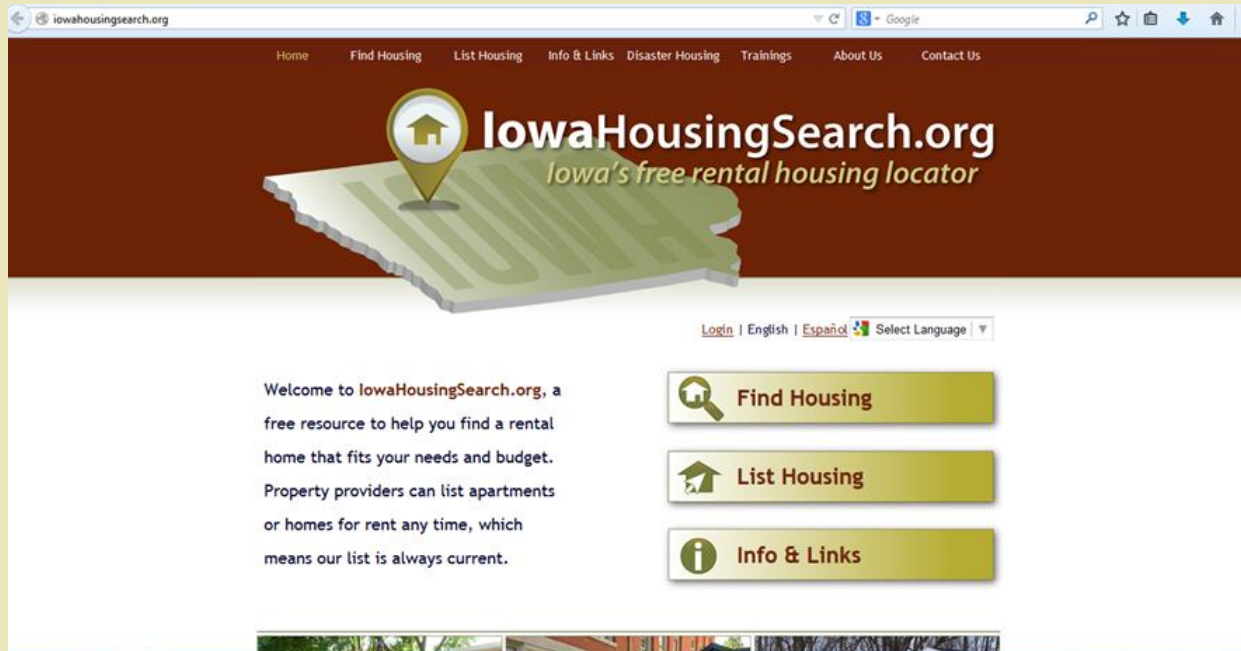 iowahousingsearch.org
8 Google
Home Find Housing List Housing Info & Links Disaster Housing Trainings About Us Contact Us
IowaHousingSearch.org
Iowa's free rental housing locator
IOWA
Login | English | Español Select Language
Welcome to IowaHousingSearch.org, a
free resource to help you find a rental
home that fits your needs and budget.
Property providers can list apartments
or homes for rent any time, which
means our list is always current.
Find Housing
List Housing
Info & Links